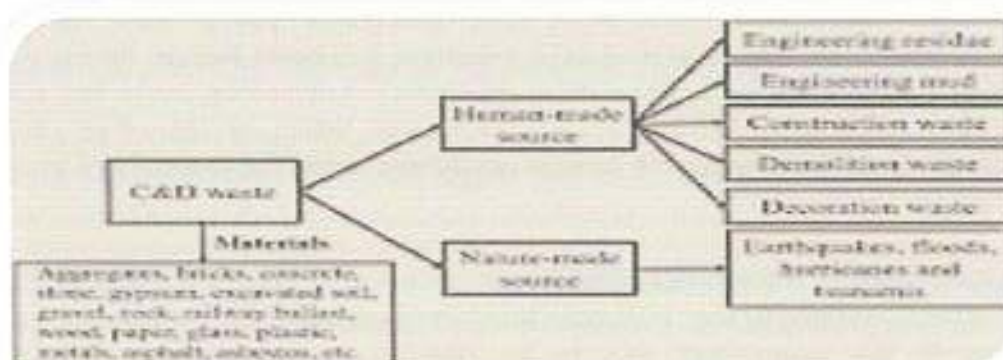 Engineering residue
Engineering mud
Human-made
source
Construction waste
Demolition waste
C&D waste
Decoration waste
Materials
Nature-made
source
Earthquakes, floods,
hurricanes and
tsunamis
Aggregates, bricks, concrete,
stone, gypsum, excavated soil,
gravel, rock, railway ballast,
wood, paper, glass, plastic,
metals, asphalt, asbestos, etc.